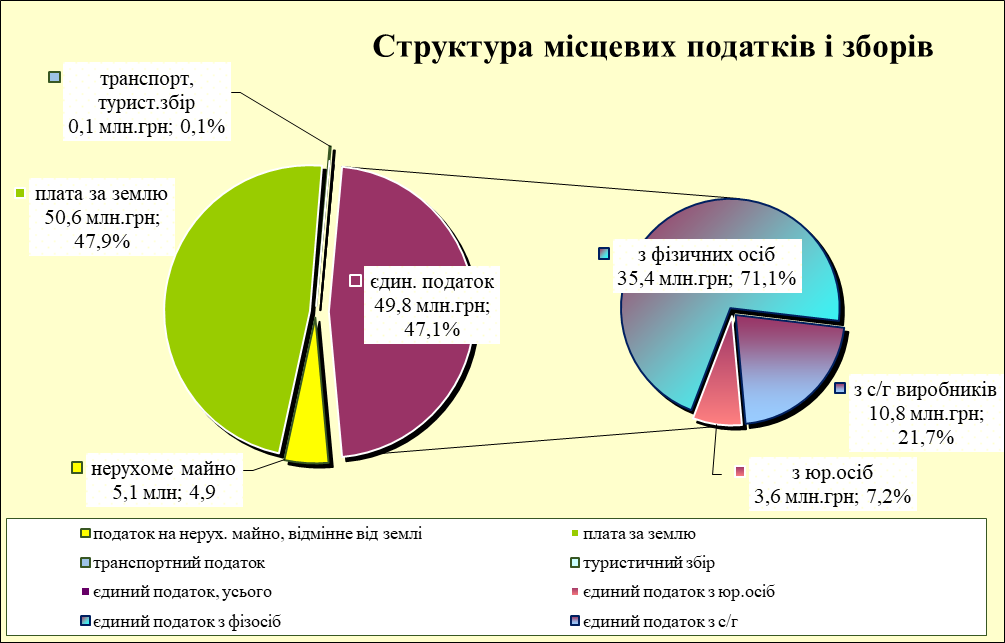 Структура місцевих податків і зборів
транспорт,
турист.збір
0,1 млн.грн; 0,1%
плата за землю
50,6 млн.грн;
47,9%
єдин. податок
49,8 млн.грн;
47,1%
нерухоме майно
5,1 млн; 4,9
з фізичних осіб
35,4 млн.грн; 71,1%
з с/г виробників
10,8 млн.грн;
21,7%
з юр.осіб
3,6 млн.грн; 7,2%
податок на нерух. майно, відмінне від землі
плата за землю
транспортний податок
туристичний збір
єдиний податок, усього
єдиний податок з юр.осіб
єдиний податок з фізосіб
єдиний податок з с/г